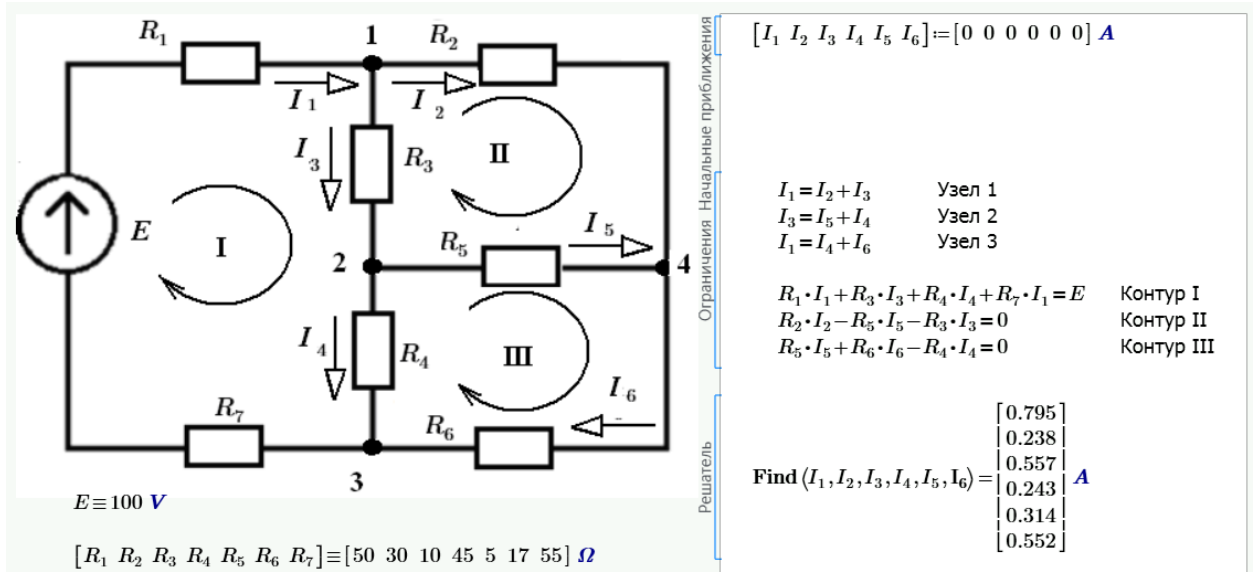 R₁ 1 R₂
I₁ I₂
I₃ R₃ II
E I R₅ I₅
2 4
I₄ R₄ III
R₇ R₆ I₆
3
E≡100 V
[R₁ R₂ R₃ R₄ R₅ R₆ R₇]≡[50 30 10 45 5 17 55] Ω
Начальные приближения
[I₁ I₂ I₃ I₄ I₅ I₆]:=[0 0 0 0 0 0] A
Ограничения
I₁=I₂+I₃ Узел 1
I₃=I₅+I₄ Узел 2
I₁=I₄+I₆ Узел 3
R₁·I₁+R₃·I₃+R₄·I₄+R₇·I₁=E Контур I
R₂·I₂−R₅·I₅−R₃·I₃=0 Контур II
R₅·I₅+R₆·I₆−R₄·I₄=0 Контур III
Решатель
Find(I₁,I₂,I₃,I₄,I₅,I₆)=[0.795
0.238
0.557
0.243
0.314
0.552] A